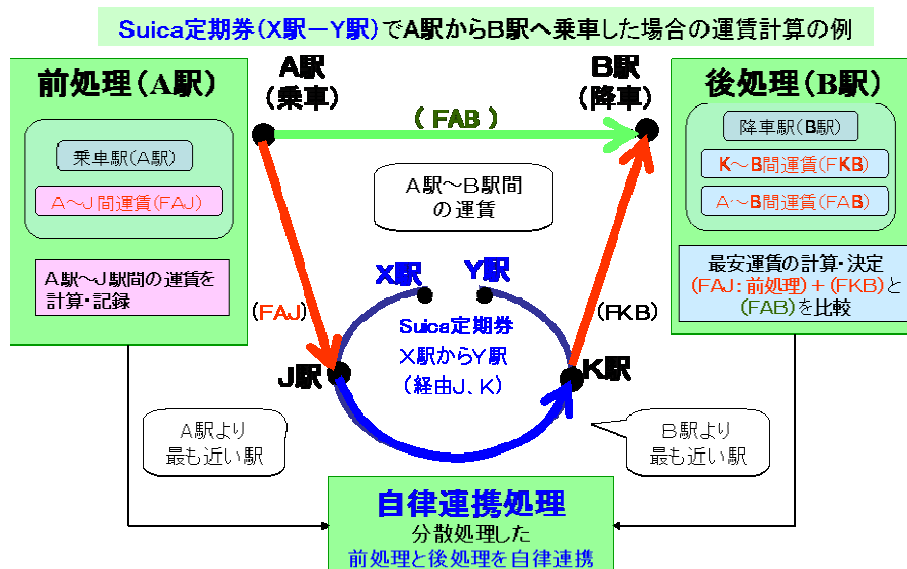 Suica定期券(X駅－Y駅)でA駅からB駅へ乗車した場合の運賃計算の例
前処理(A駅)
乗車駅(A駅)
A～J間運賃(FAJ)
A駅～J駅間の運賃を
計算・記録
A駅
(乗車)
B駅
(降車)
(FAB)
A駅～B駅間
の運賃
X駅
Y駅
Suica定期券
X駅からY駅
(経由J、K)
(FAJ)
(FKB)
J駅
K駅
A駅より
最も近い駅
B駅より
最も近い駅
後処理(B駅)
降車駅(B駅)
K～B間運賃(FKB)
A～B間運賃(FAB)
最安運賃の計算・決定
(FAJ:前処理)+(FKB)と
(FAB)を比較
自律連携処理
分散処理した
前処理と後処理を自律連携